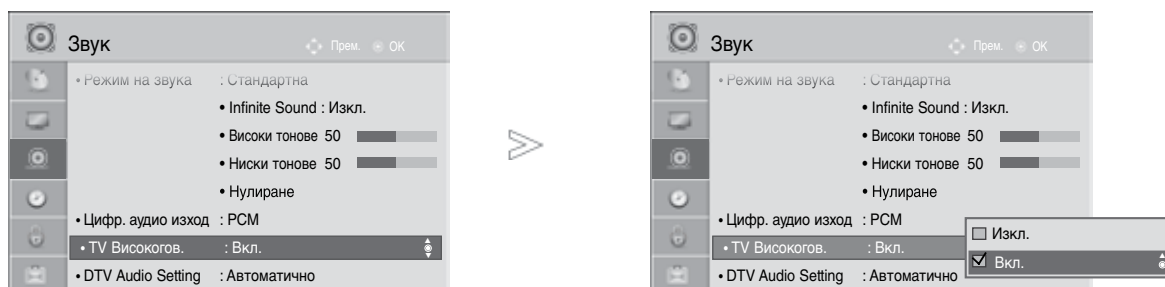 Звук Прем. ОК
• Режим на звука : Стандартна
• Infinite Sound : Изкл.
• Високи тонове 50
• Ниски тонове 50
• Нулиране
• Цифр. аудио изход : PCM
• TV Високогов. : Вкл.
• DTV Audio Setting : Автоматично
Звук Прем. ОК
• Режим на звука : Стандартна
• Infinite Sound : Изкл.
• Високи тонове 50
• Ниски тонове 50
• Нулиране
• Цифр. аудио изход : PCM
• TV Високогов. : Вкл.
• DTV Audio Setting : Автоматично
Изкл.
Вкл.